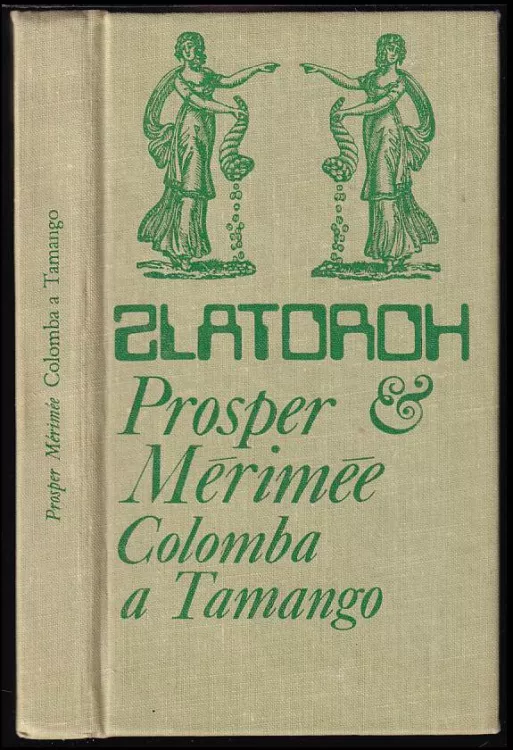 ZLATOROH
Prosper &
Mérimée
Colomba
a Tamango
Prosper Mérimée Colomba a Tamango